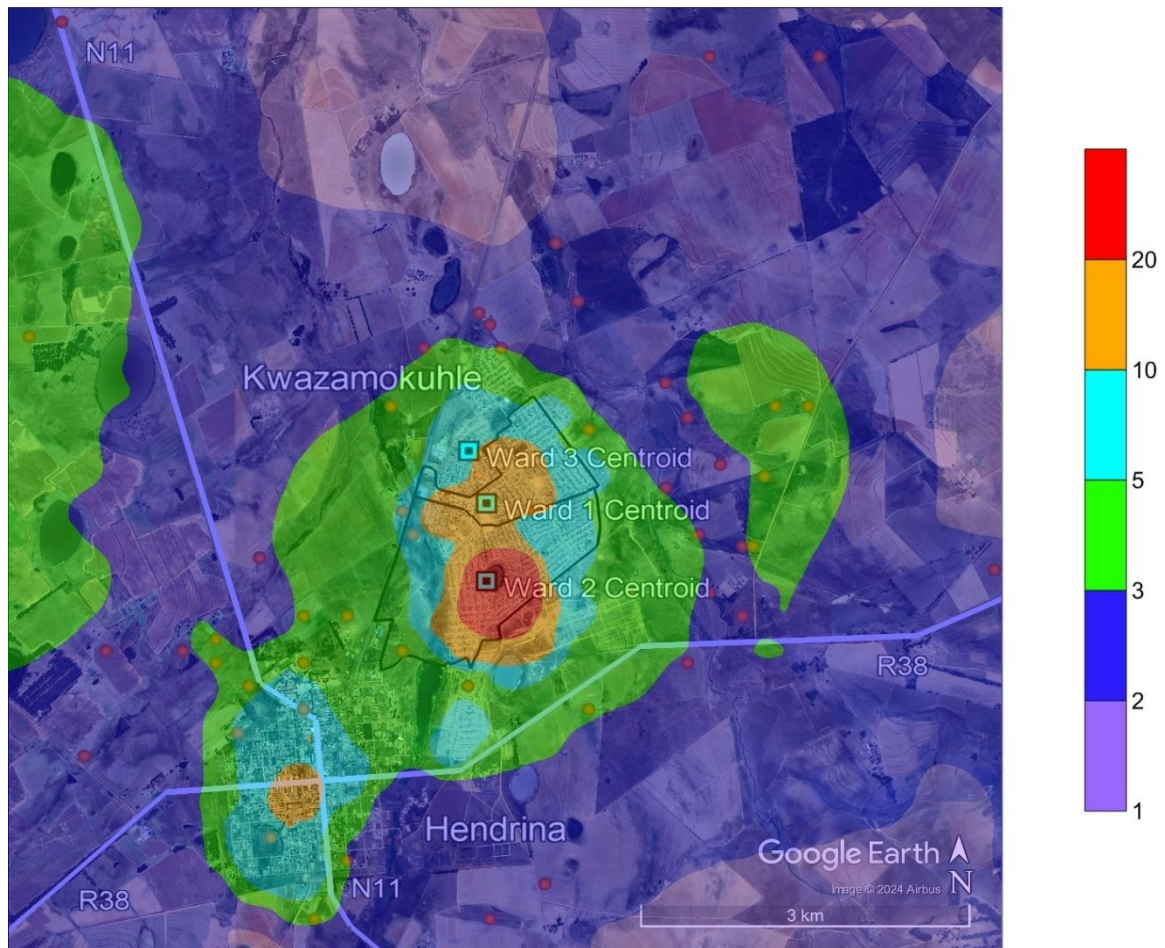 N11
Kwazamokuhle
Ward 3 Centroid
Ward 1 Centroid
Ward 2 Centroid
R38
Hendrina
Google Earth
Image © 2024 Airbus
N
R38
N11
3 km
20
10
5
3
2
1